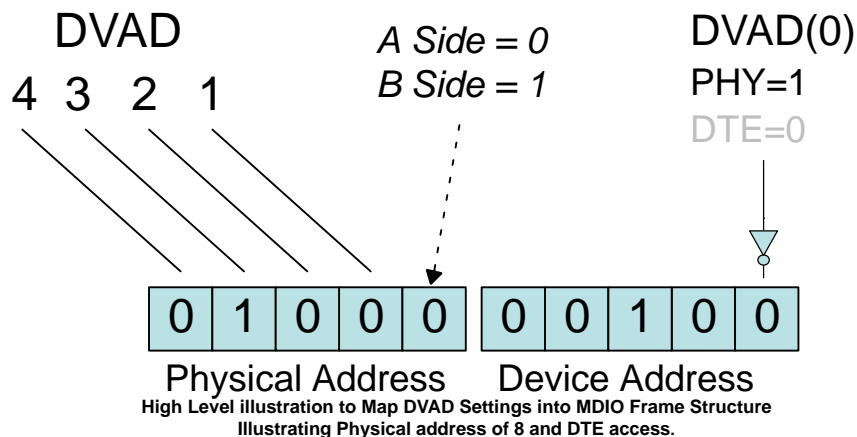 DVAD
4 3 2 1
A Side = 0
B Side = 1
DVAD(0)
PHY=1
DTE=0
0 1 0 0 0 0 0 1 0 0
Physical Address Device Address
High Level illustration to Map DVAD Settings into MDIO Frame Structure
Illustrating Physical address of 8 and DTE access.